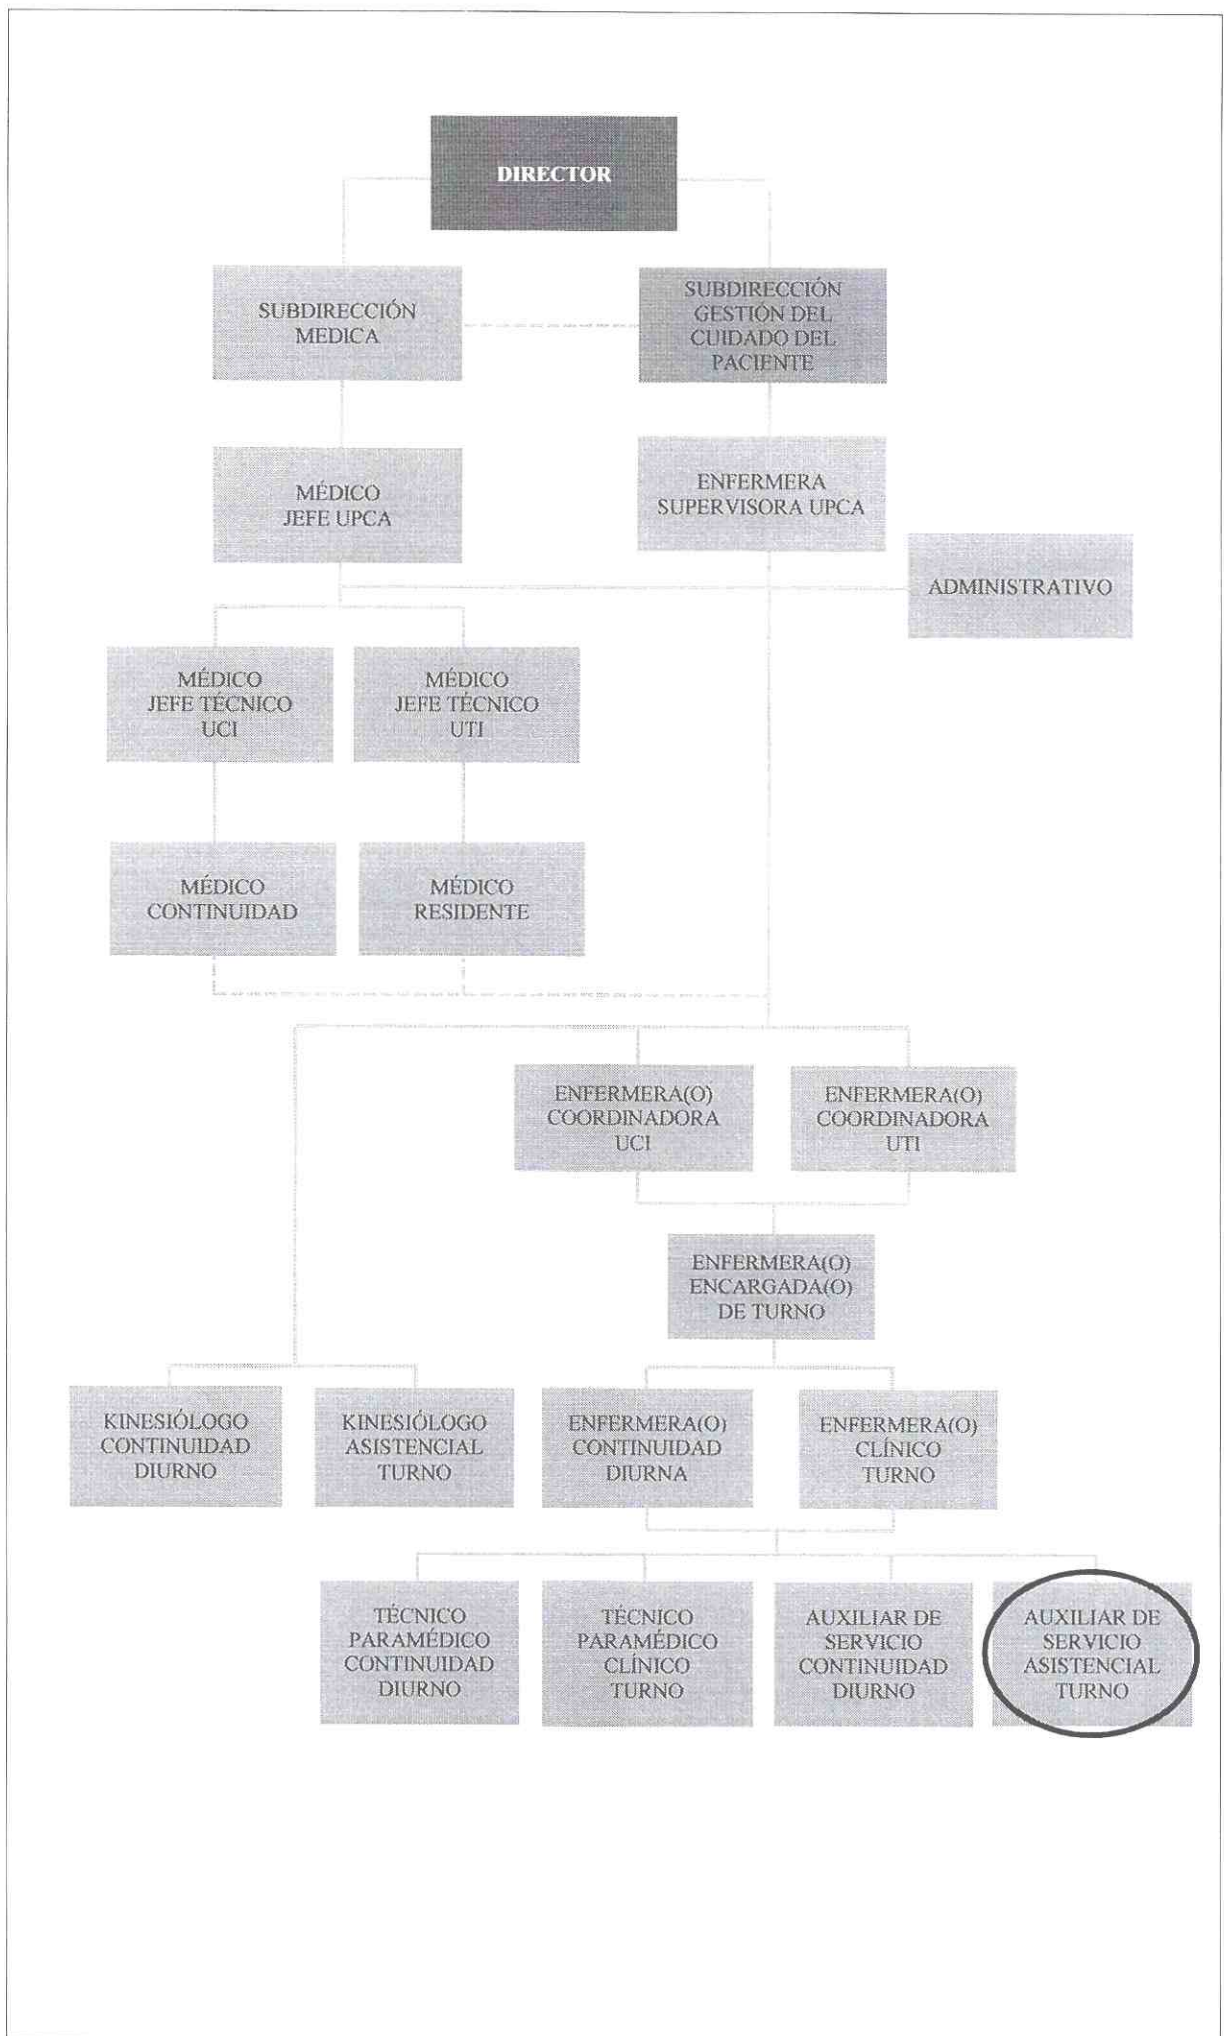 DIRECTOR
SUBDIRECCIÓN
MEDICA
SUBDIRECCIÓN
GESTIÓN DEL
CUIDADO DEL
PACIENTE
MÉDICO
JEFE UPCA
ENFERMERA
SUPERVISORA UPCA
ADMINISTRATIVO
MÉDICO
JEFE TÉCNICO
UCI
MÉDICO
JEFE TÉCNICO
UTI
MÉDICO
CONTINUIDAD
MÉDICO
RESIDENTE
ENFERMERA(O)
COORDINADORA
UCI
ENFERMERA(O)
COORDINADORA
UTI
ENFERMERA(O)
ENCARGADA(O)
DE TURNO
KINESIÓLOGO
CONTINUIDAD
DIURNO
KINESIÓLOGO
ASISTENCIAL
TURNO
ENFERMERA(O)
CONTINUIDAD
DIURNA
ENFERMERA(O)
CLÍNICO
TURNO
TÉCNICO
PARAMÉDICO
CONTINUIDAD
DIURNO
TÉCNICO
PARAMÉDICO
CLÍNICO
TURNO
AUXILIAR DE
SERVICIO
CONTINUIDAD
DIURNO
AUXILIAR DE
SERVICIO
ASISTENCIAL
TURNO